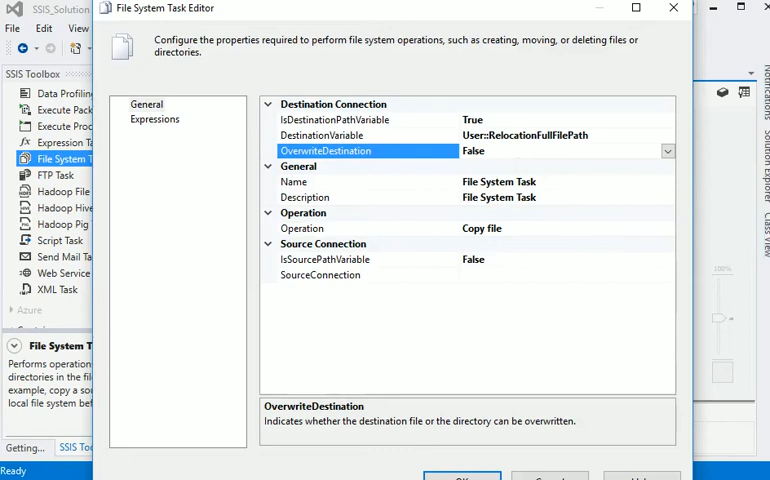 SSIS_Solution.
File System Task Editor
File Edit View
Configure the properties required to perform file system operations, such as creating, moving, or deleting files or
directories.
SSIS Toolbox
Data Profiling
Execute Pack
Execute Proc
Expression Ta
File System T
FTP Task
Hadoop File
Hadoop Hive
Hadoop Pig
Script Task
Send Mail Ta
Web Service
XML Task
Azure
File System T
Performs operation
directories in the file
example, copy a so
local file system bef
Getting... SSIS Too
Ready
General
Expressions
Destination Connection
IsDestinationPathVariable True
DestinationVariable User::RelocationFullFilePath
OverwriteDestination False
General
Name File System Task
Description File System Task
Operation
Operation Copy file
Source Connection
IsSourcePathVariable False
SourceConnection
OverwriteDestination
Indicates whether the destination file or the directory can be overwritten.
Notifications
Solution Explorer
Class View
100%